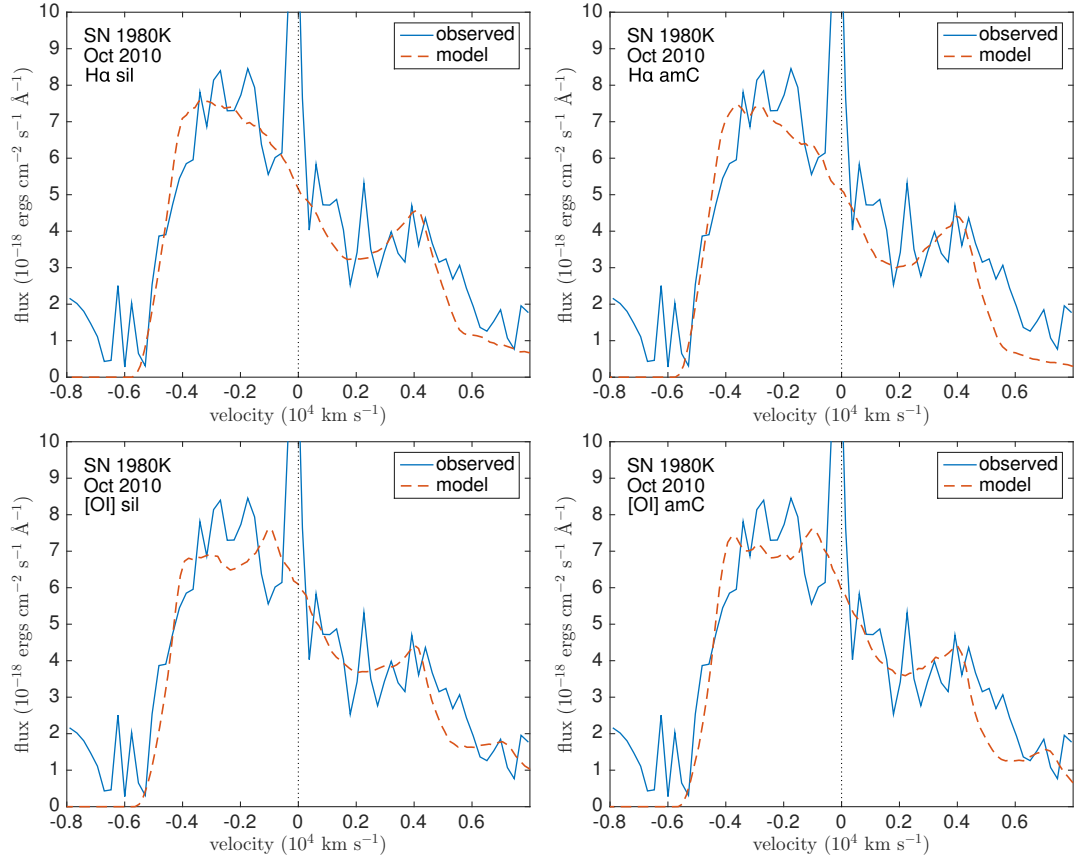 SN 1980K
Oct 2010
Hα sil
observed
model
flux (10⁻¹⁸ ergs cm⁻² s⁻¹ Å⁻¹)
10
9
8
7
6
5
4
3
2
1
0
-0.8 -0.6 -0.4 -0.2 0 0.2 0.4 0.6
velocity (10⁴ km s⁻¹)
SN 1980K
Oct 2010
Hα amC
observed
model
flux (10⁻¹⁸ ergs cm⁻² s⁻¹ Å⁻¹)
10
9
8
7
6
5
4
3
2
1
0
-0.8 -0.6 -0.4 -0.2 0 0.2 0.4 0.6
velocity (10⁴ km s⁻¹)
SN 1980K
Oct 2010
[OI] sil
observed
model
flux (10⁻¹⁸ ergs cm⁻² s⁻¹ Å⁻¹)
10
9
8
7
6
5
4
3
2
1
0
-0.8 -0.6 -0.4 -0.2 0 0.2 0.4 0.6
velocity (10⁴ km s⁻¹)
SN 1980K
Oct 2010
[OI] amC
observed
model
flux (10⁻¹⁸ ergs cm⁻² s⁻¹ Å⁻¹)
10
9
8
7
6
5
4
3
2
1
0
-0.8 -0.6 -0.4 -0.2 0 0.2 0.4 0.6
velocity (10⁴ km s⁻¹)